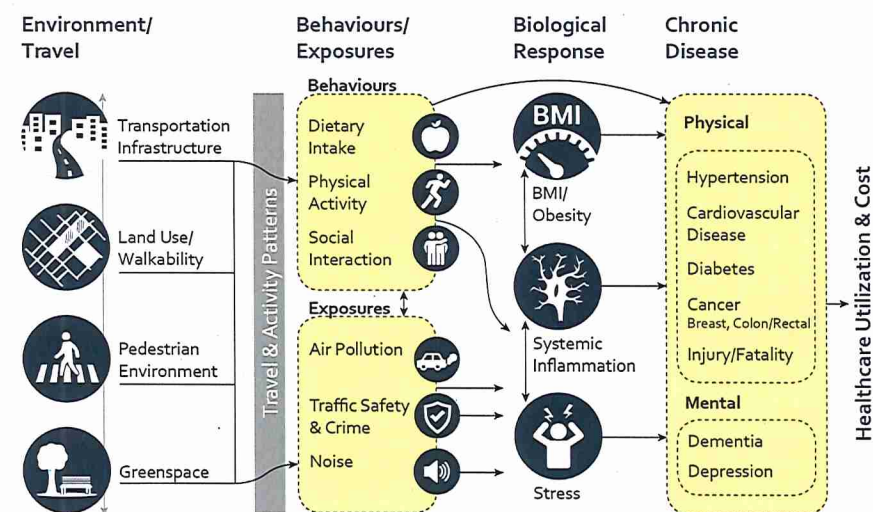 Environment/
Travel
Behaviours/
Exposures
Biological
Response
Chronic
Disease
Transportation
Infrastructure
Land Use/
Walkability
Pedestrian
Environment
Greenspace
Travel & Activity Patterns
Behaviours
Dietary
Intake
Physical
Activity
Social
Interaction
Exposures
Air Pollution
Traffic Safety
& Crime
Noise
BMI
BMI/
Obesity
Systemic
Inflammation
Stress
Physical
Hypertension
Cardiovascular
Disease
Diabetes
Cancer
Breast, Colon/Rectal
Injury/Fatality
Mental
Dementia
Depression
Healthcare Utilization & Cost